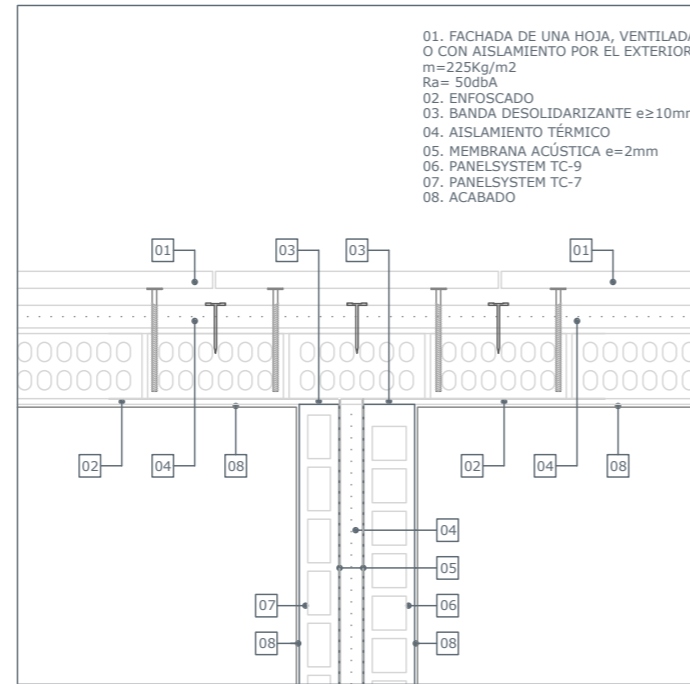 01. FACHADA DE UNA HOJA, VENTILADA
O CON AISLAMIENTO POR EL EXTERIOR
m=225Kg/m2
Ra= 50dbA
02. ENFOSCADO
03. BANDA DESOLIDARIZANTE e≥10mm
04. AISLAMIENTO TÉRMICO
05. MEMBRANA ACÚSTICA e=2mm
06. PANELSYSTEM TC-9
07. PANELSYSTEM TC-7
08. ACABADO
01 03 03 01
02 04 08 02 04 08
04
05
07 06
08 08